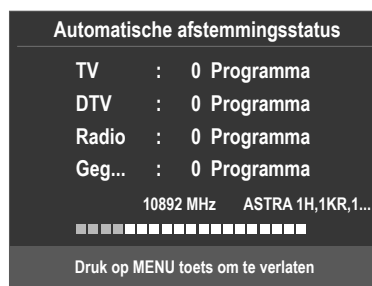 Automatische afstemmingsstatus
TV : 0 Programma
DTV : 0 Programma
Radio : 0 Programma
Geg... : 0 Programma
10892 MHz ASTRA 1H,1KR,1...
Druk op MENU toets om te verlaten